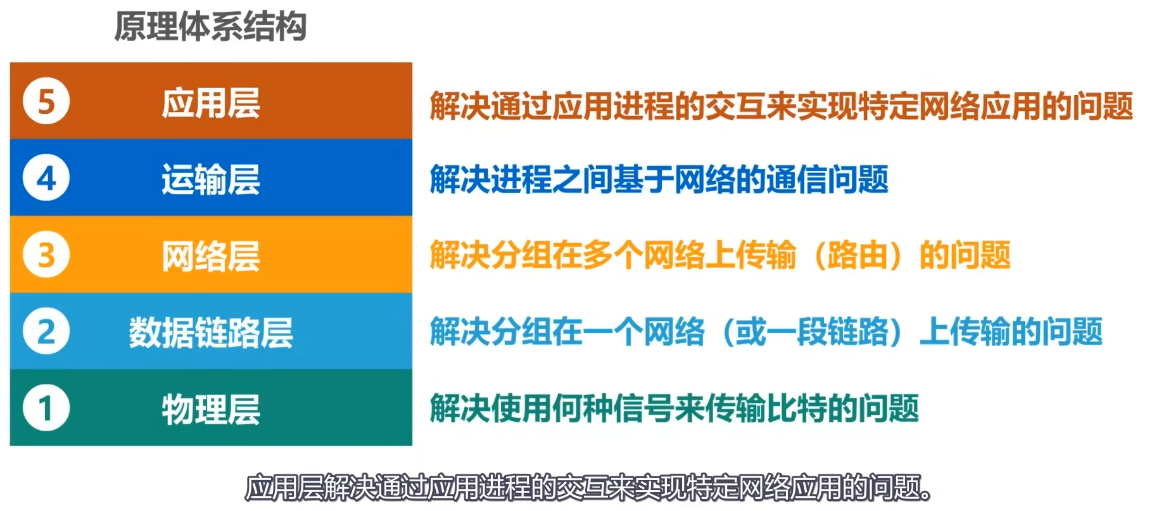 原理体系结构
5 应用层 解决通过应用进程的交互来实现特定网络应用的问题
4 运输层 解决进程之间基于网络的通信问题
3 网络层 解决分组在多个网络上传输（路由）的问题
2 数据链路层 解决分组在一个网络（或一段链路）上传输的问题
1 物理层 解决使用何种信号来传输比特的问题
应用层解决通过应用进程的交互来实现特定网络应用的问题。